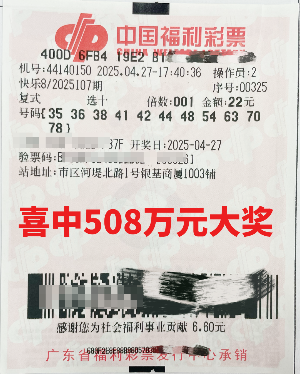 中国福利彩票
400D 6FB4 19E2 B1
机号:44140150 2025.04.27-17:40:36 操作员:2
快乐8/2025107期 序号:00325
复式 选十 倍数:001 金额:22元
号码{35 36 38 41 42 44 48 54 63 70
78}
37F 开奖日:2025-04-27
验票码:B
站地址:市区河堤北路1号银基商厦1003铺
喜中508万元大奖
感谢您为社会福利事业贡献 6.60元
广东省福利彩票发行中心承销